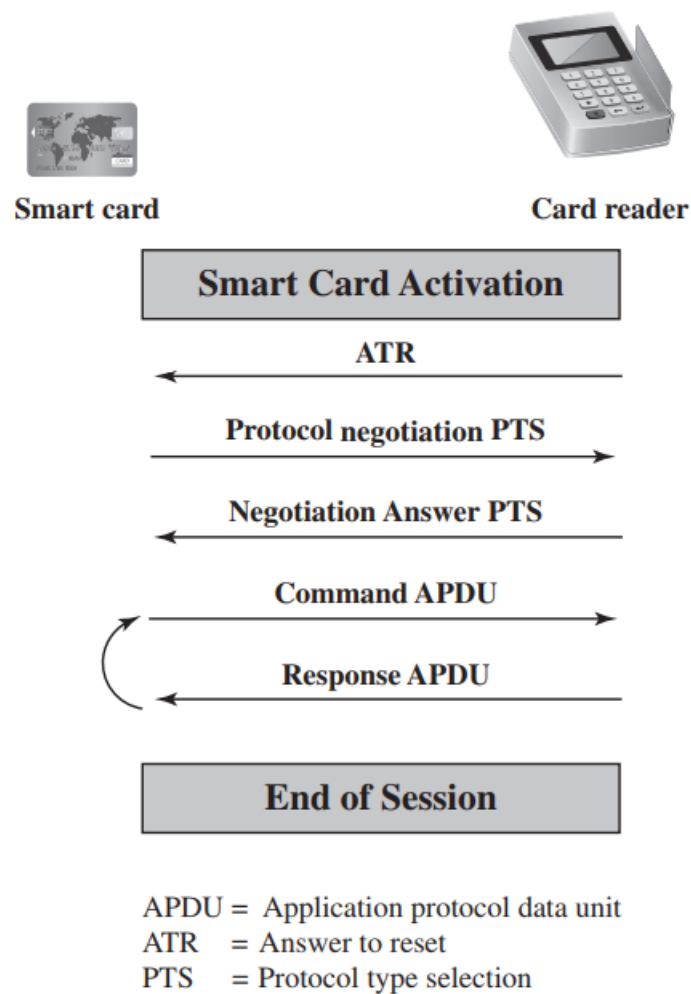 Smart card
Card reader
Smart Card Activation
ATR
Protocol negotiation PTS
Negotiation Answer PTS
Command APDU
Response APDU
End of Session
APDU = Application protocol data unit
ATR = Answer to reset
PTS = Protocol type selection